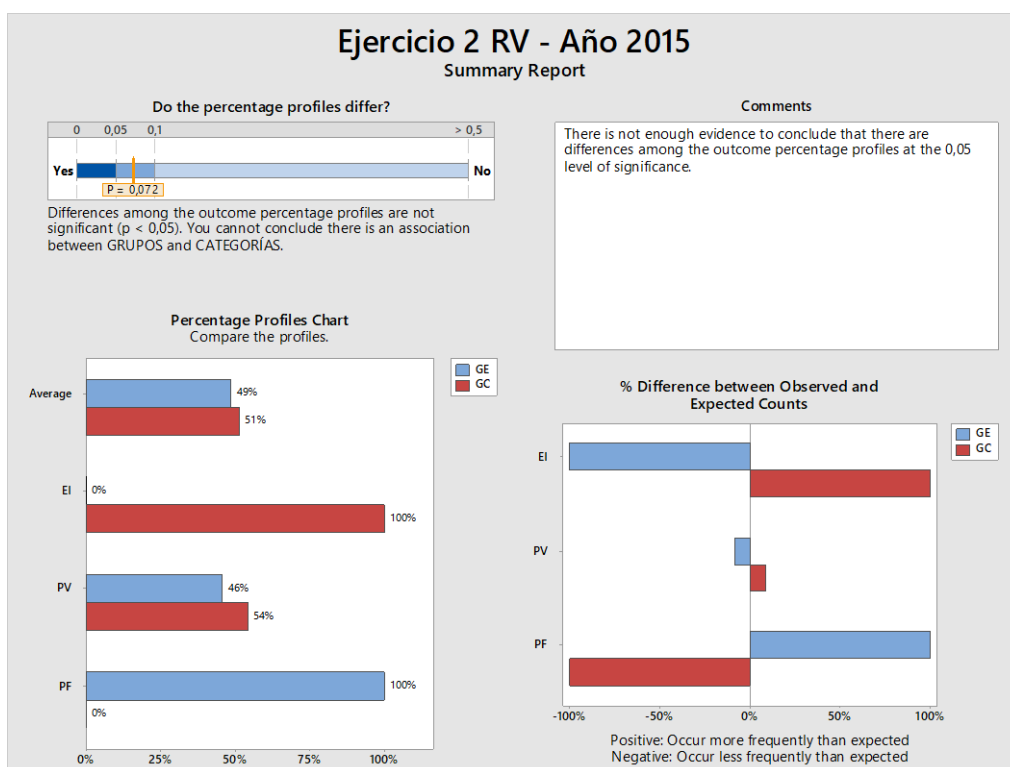 Ejercicio 2 RV - Año 2015
Summary Report
Do the percentage profiles differ?
0 0,05 0,1 > 0,5
Yes No
P = 0,072
Differences among the outcome percentage profiles are not
significant (p < 0,05). You cannot conclude there is an association
between GRUPOS and CATEGORÍAS.
Comments
There is not enough evidence to conclude that there are
differences among the outcome percentage profiles at the 0,05
level of significance.
Percentage Profiles Chart
Compare the profiles.
GE
GC
Average
49%
51%
EI
0%
100%
PV
46%
54%
PF
100%
0%
0% 25% 50% 75% 100%
% Difference between Observed and
Expected Counts
GE
GC
EI
PV
PF
-100% -50% 0% 50% 100%
Positive: Occur more frequently than expected
Negative: Occur less frequently than expected